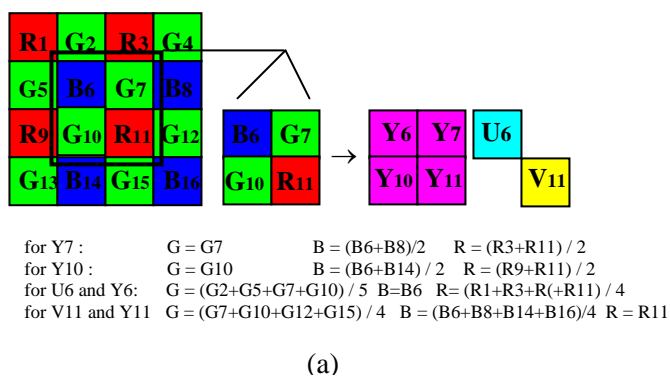 R1 G2 R3 G4
G5 B6 G7 B8
R9 G10 R11 G12
G13 B14 G15 B16
B6 G7
G10 R11
→
Y6 Y7
Y10 Y11
U6
V11
for Y7 : G = G7 B = (B6+B8)/2 R = (R3+R11) / 2
for Y10 : G = G10 B = (B6+B14) / 2 R = (R9+R11) / 2
for U6 and Y6: G = (G2+G5+G7+G10) / 5 B=B6 R= (R1+R3+R(+R11) / 4
for V11 and Y11 G = (G7+G10+G12+G15) / 4 B = (B6+B8+B14+B16)/4 R = R11
(a)